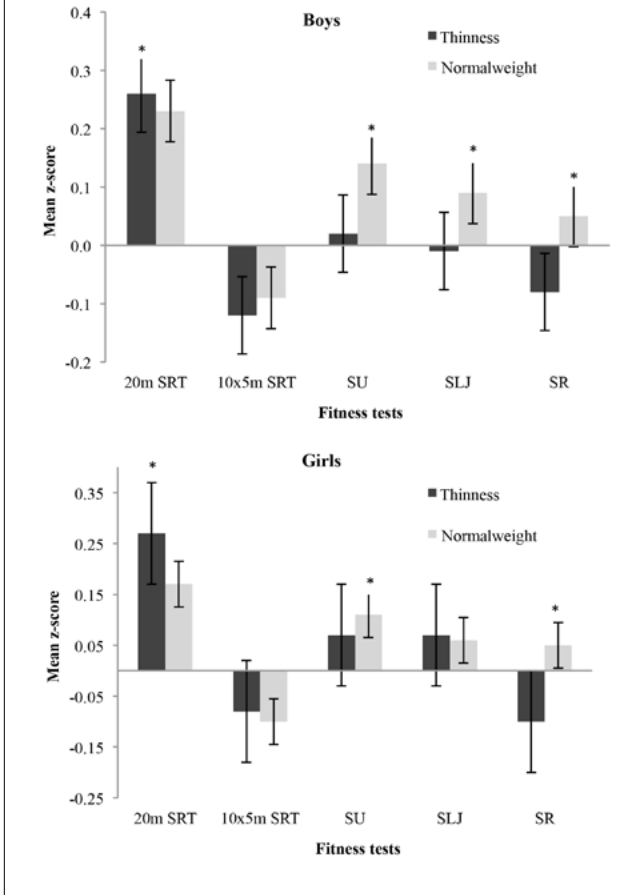 Boys
0.4
0.3
0.2
0.1
0.0
-0.1
-0.2
Mean z-score
Thinness
Normalweight
*
*
*
*
20m SRT 10x5m SRT SU SLJ SR
Fitness tests
Girls
0.35
0.25
0.15
0.05
-0.05
-0.15
-0.25
Mean z-score
Thinness
Normalweight
*
*
*
20m SRT 10x5m SRT SU SLJ SR
Fitness tests